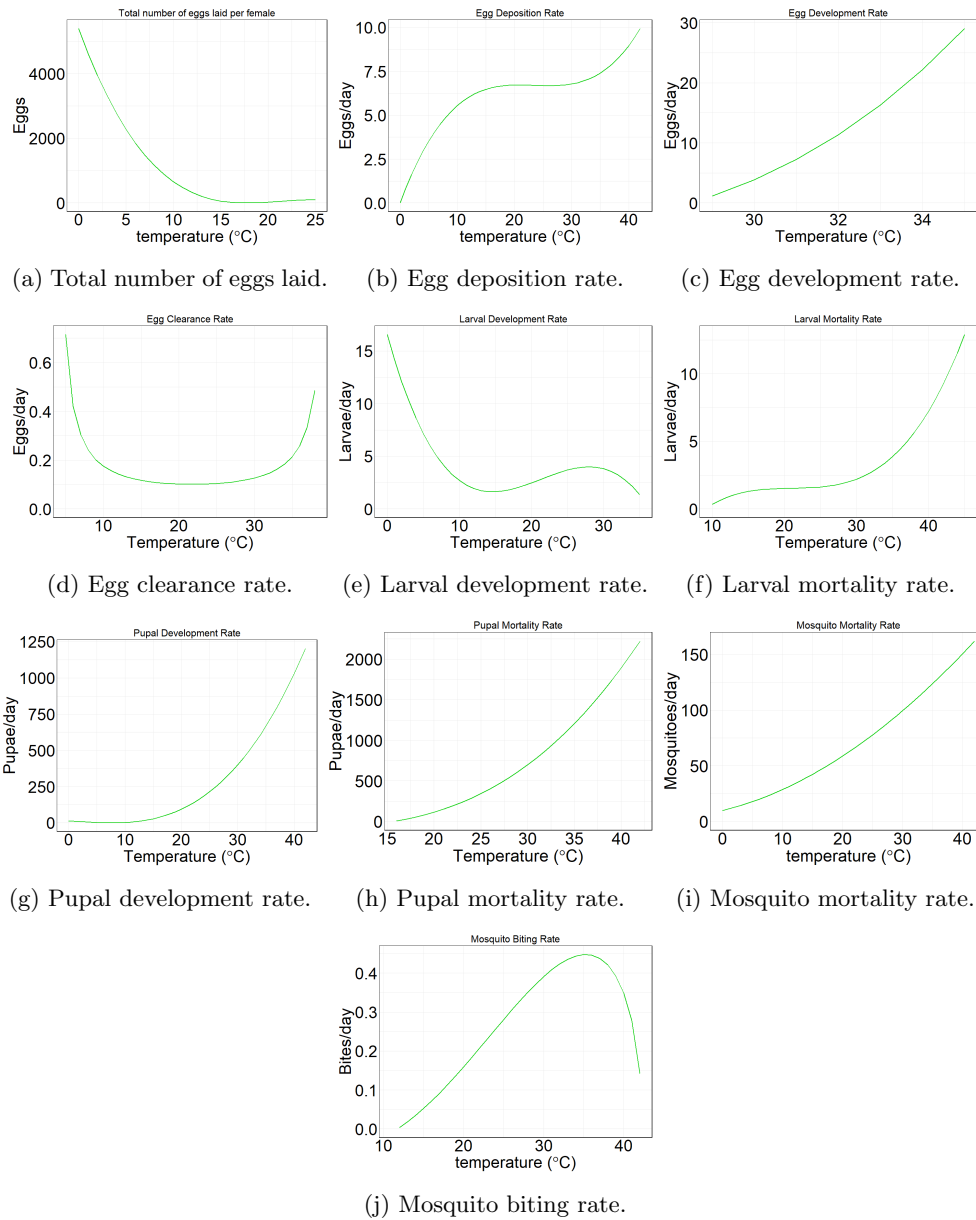 Total number of eggs laid per female
Eggs
4000
2000
0
0 5 10 15 20 25
temperature (°C)
(a) Total number of eggs laid.
Egg Deposition Rate
Eggs/day
10.0
7.5
5.0
2.5
0.0
0 10 20 30 40
temperature (°C)
(b) Egg deposition rate.
Egg Development Rate
Eggs/day
30
20
10
0
30 32 34
Temperature (°C)
(c) Egg development rate.
Egg Clearance Rate
Eggs/day
0.6
0.4
0.2
0.0
10 20 30
Temperature (°C)
(d) Egg clearance rate.
Larval Development Rate
Larvae/day
15
10
5
0
0 10 20 30
Temperature (°C)
(e) Larval development rate.
Larval Mortality Rate
Larvae/day
10
5
0
10 20 30 40
Temperature (°C)
(f) Larval mortality rate.
Pupal Development Rate
Pupae/day
1250
1000
750
500
250
0
0 10 20 30 40
Temperature (°C)
(g) Pupal development rate.
Pupal Mortality Rate
Pupae/day
2000
1500
1000
500
0
15 20 25 30 35 40
Temperature (°C)
(h) Pupal mortality rate.
Mosquito Mortality Rate
Mosquitoes/day
150
100
50
0
0 10 20 30 40
temperature (°C)
(i) Mosquito mortality rate.
Mosquito Biting Rate
Bites/day
0.4
0.3
0.2
0.1
0.0
10 20 30 40
temperature (°C)
(j) Mosquito biting rate.